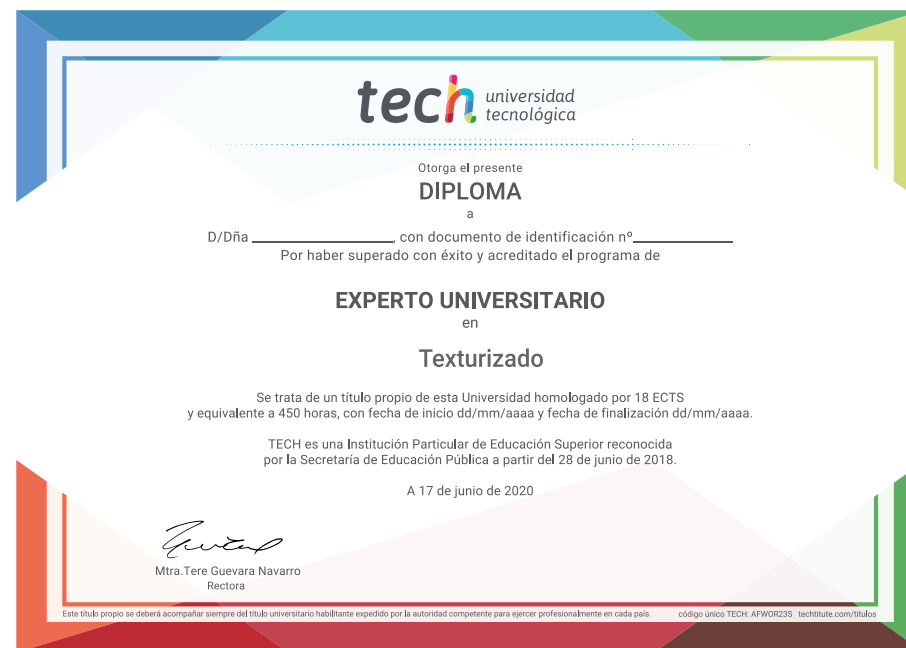 tech universidad
tecnológica
Otorga el presente
DIPLOMA
a
D/Dña ____________________, con documento de identificación nº______________
Por haber superado con éxito y acreditado el programa de
EXPERTO UNIVERSITARIO
en
Texturizado
Se trata de un título propio de esta Universidad homologado por 18 ECTS
y equivalente a 450 horas, con fecha de inicio dd/mm/aaaa y fecha de finalización dd/mm/aaaa.
TECH es una Institución Particular de Educación Superior reconocida
por la Secretaría de Educación Pública a partir del 28 de junio de 2018.
A 17 de junio de 2020
Mtra.Tere Guevara Navarro
Rectora
Este título propio se deberá acompañar siempre del título universitario habilitante expedido por la autoridad competente para ejercer profesionalmente en cada país. código único TECH: AFWOR23S techtitute.com/titulos